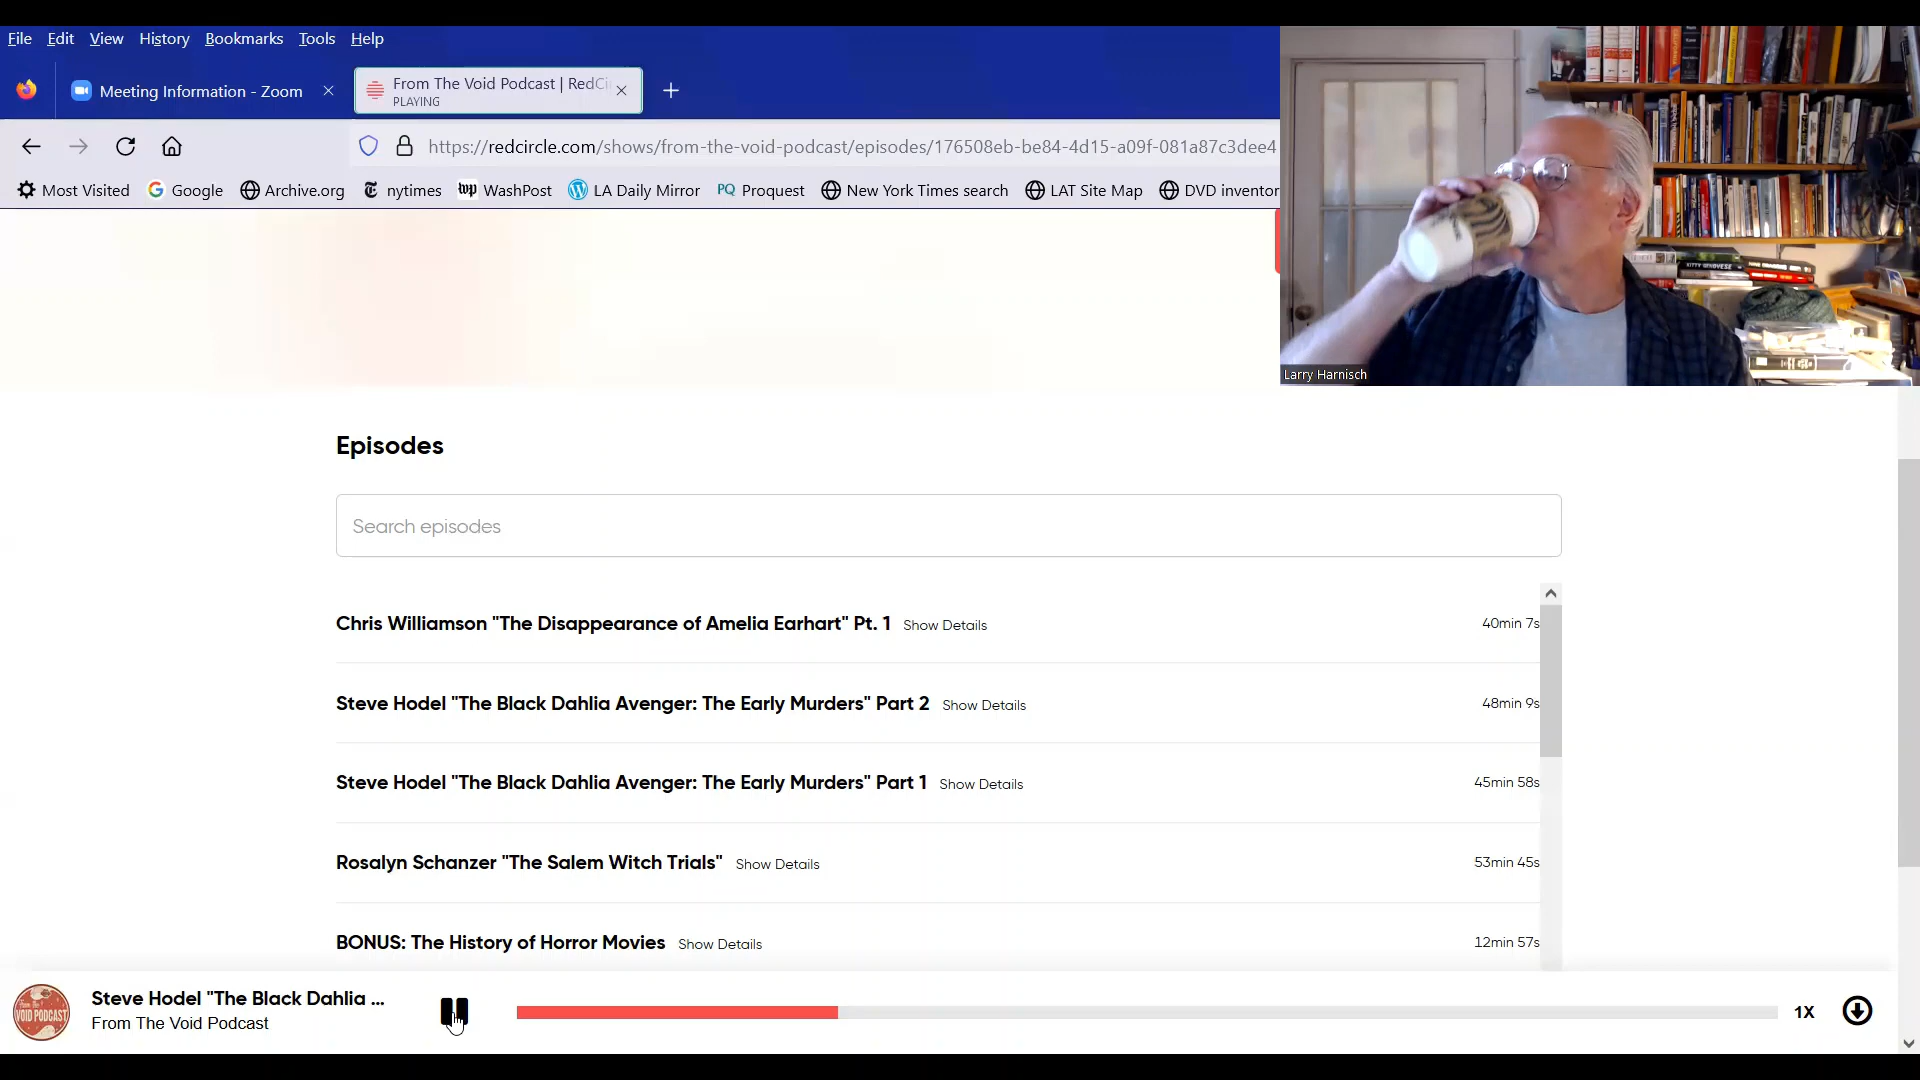 File Edit View History Bookmarks Tools Help
Meeting Information - Zoom
From The Void Podcast | RedCi
PLAYING
https://redcircle.com/shows/from-the-void-podcast/episodes/176508eb-be84-4d15-a09f-081a87c3dee4
Most Visited Google Archive.org nytimes WashPost LA Daily Mirror PQ Proquest New York Times search LAT Site Map DVD inventor
KITTY GENOVESE
Larry Harnisch
Episodes
Search episodes
Chris Williamson "The Disappearance of Amelia Earhart" Pt. 1 Show Details 40min 7s
Steve Hodel "The Black Dahlia Avenger: The Early Murders" Part 2 Show Details 48min 9s
Steve Hodel "The Black Dahlia Avenger: The Early Murders" Part 1 Show Details 45min 58s
Rosalyn Schanzer "The Salem Witch Trials" Show Details 53min 45s
BONUS: The History of Horror Movies Show Details 12min 57s
VOID PODCAST
Steve Hodel "The Black Dahlia ...
From The Void Podcast
1X